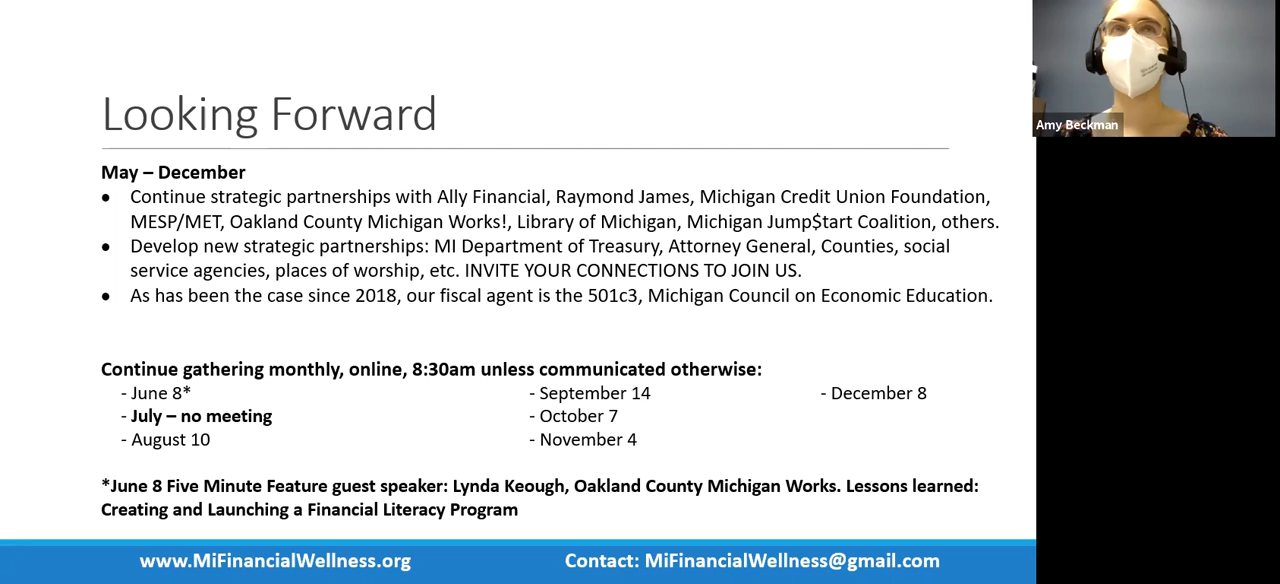 Looking Forward
May – December
● Continue strategic partnerships with Ally Financial, Raymond James, Michigan Credit Union Foundation,
MESP/MET, Oakland County Michigan Works!, Library of Michigan, Michigan Jump$tart Coalition, others.
● Develop new strategic partnerships: MI Department of Treasury, Attorney General, Counties, social
service agencies, places of worship, etc. INVITE YOUR CONNECTIONS TO JOIN US.
● As has been the case since 2018, our fiscal agent is the 501c3, Michigan Council on Economic Education.
Continue gathering monthly, online, 8:30am unless communicated otherwise:
- June 8*
- July – no meeting
- August 10
- September 14
- October 7
- November 4
- December 8
*June 8 Five Minute Feature guest speaker: Lynda Keough, Oakland County Michigan Works. Lessons learned:
Creating and Launching a Financial Literacy Program
www.MiFinancialWellness.org
Contact: MiFinancialWellness@gmail.com
Amy Beckman